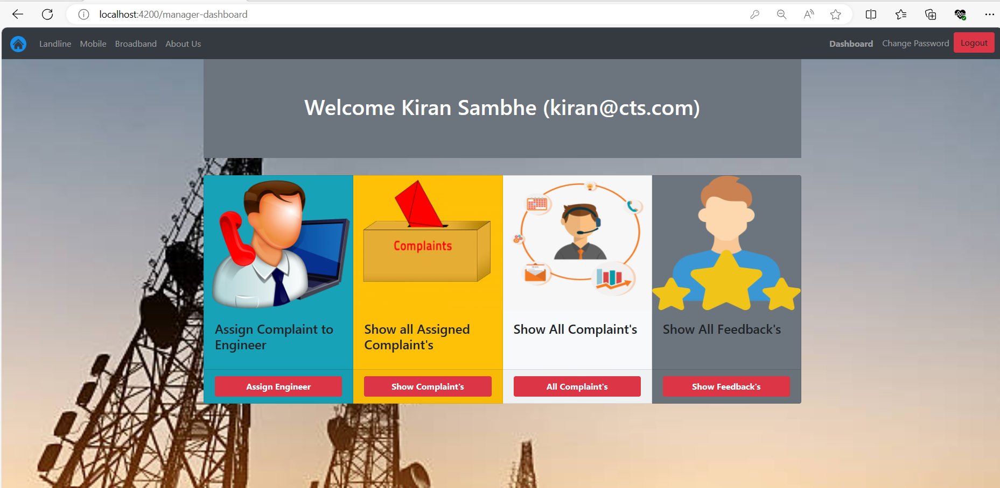 localhost:4200/manager-dashboard
Landline Mobile Broadband About Us Dashboard Change Password Logout
Welcome Kiran Sambhe (kiran@cts.com)
Complaints
Assign Complaint to
Engineer
Show all Assigned
Complaint's
Show All Complaint's
Show All Feedback's
Assign Engineer
Show Complaint's
All Complaint's
Show Feedback's